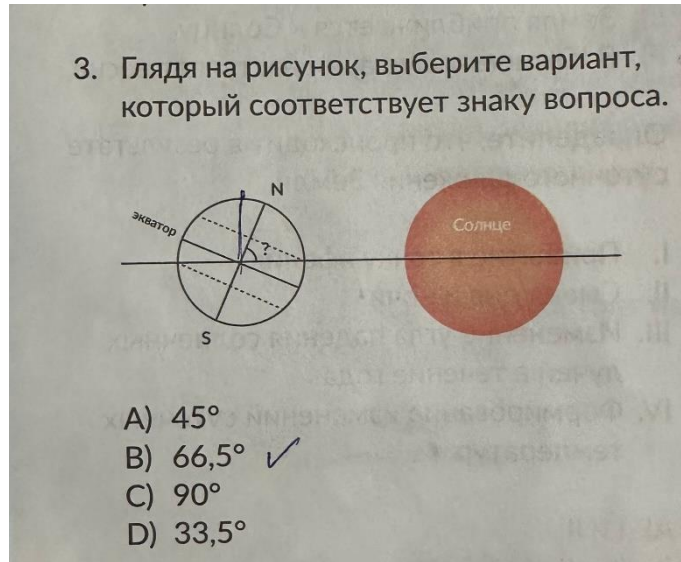 3. Глядя на рисунок, выберите вариант,
который соответствует знаку вопроса.
N
экватор
?
Солнце
S
A) 45°
B) 66,5°
C) 90°
D) 33,5°